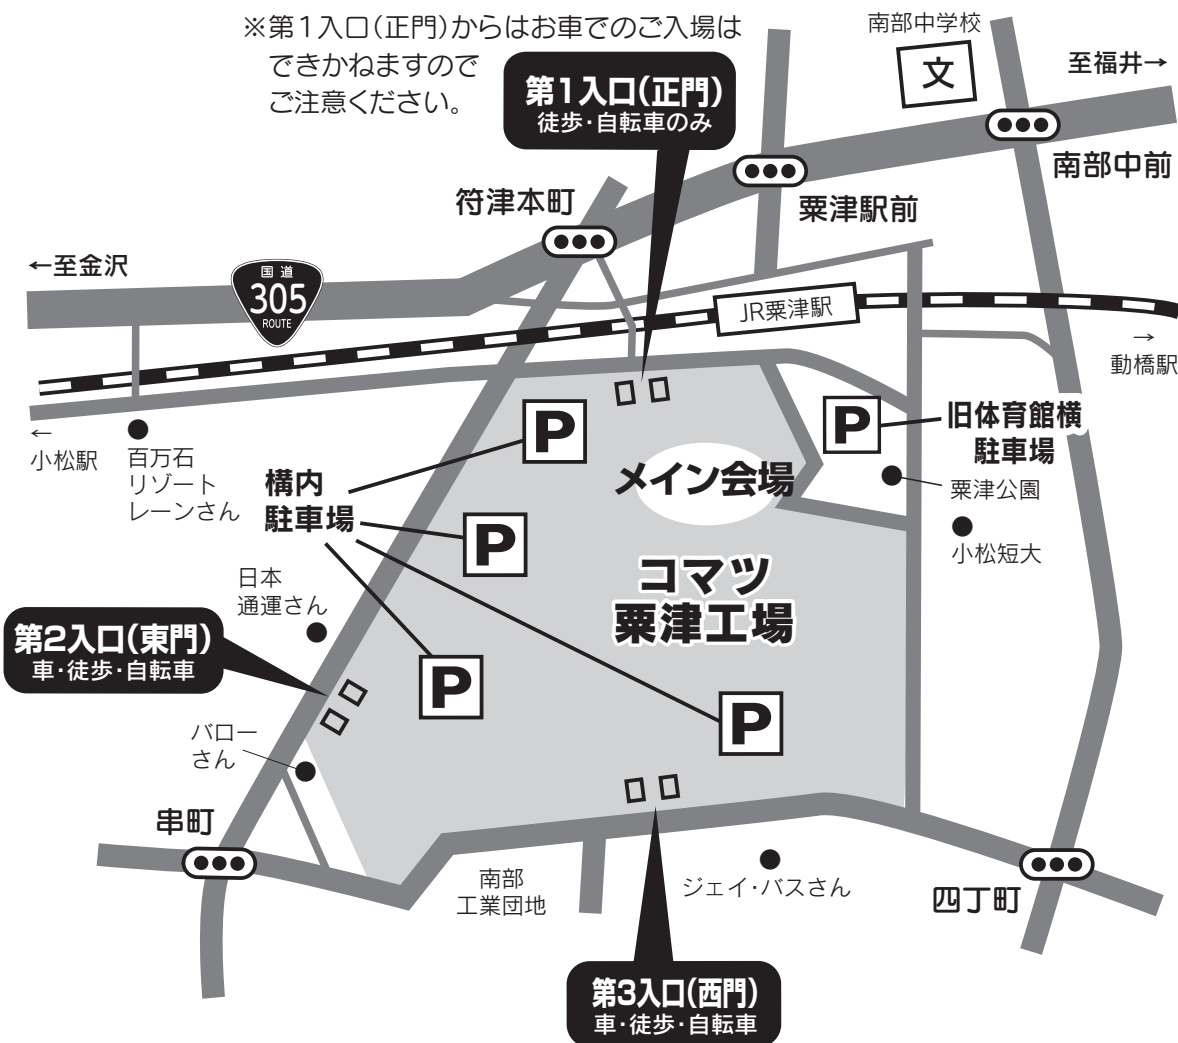 ※第1入口(正門)からはお車でのご入場は
できかねますので
ご注意ください。
南部中学校
文
至福井→
第1入口(正門)
徒歩・自転車のみ
南部中前
粟津駅前
符津本町
←至金沢
国道
305
ROUTE
JR粟津駅
→
動橋駅
←
小松駅
百万石
リゾート
レーンさん
P
P
旧体育館横
駐車場
メイン会場
粟津公園
構内
駐車場
P
小松短大
コマツ
粟津工場
日本
通運さん
第2入口(東門)
車・徒歩・自転車
P
P
バロー
さん
串町
南部
工業団地
ジェイ・バスさん
四丁町
第3入口(西門)
車・徒歩・自転車